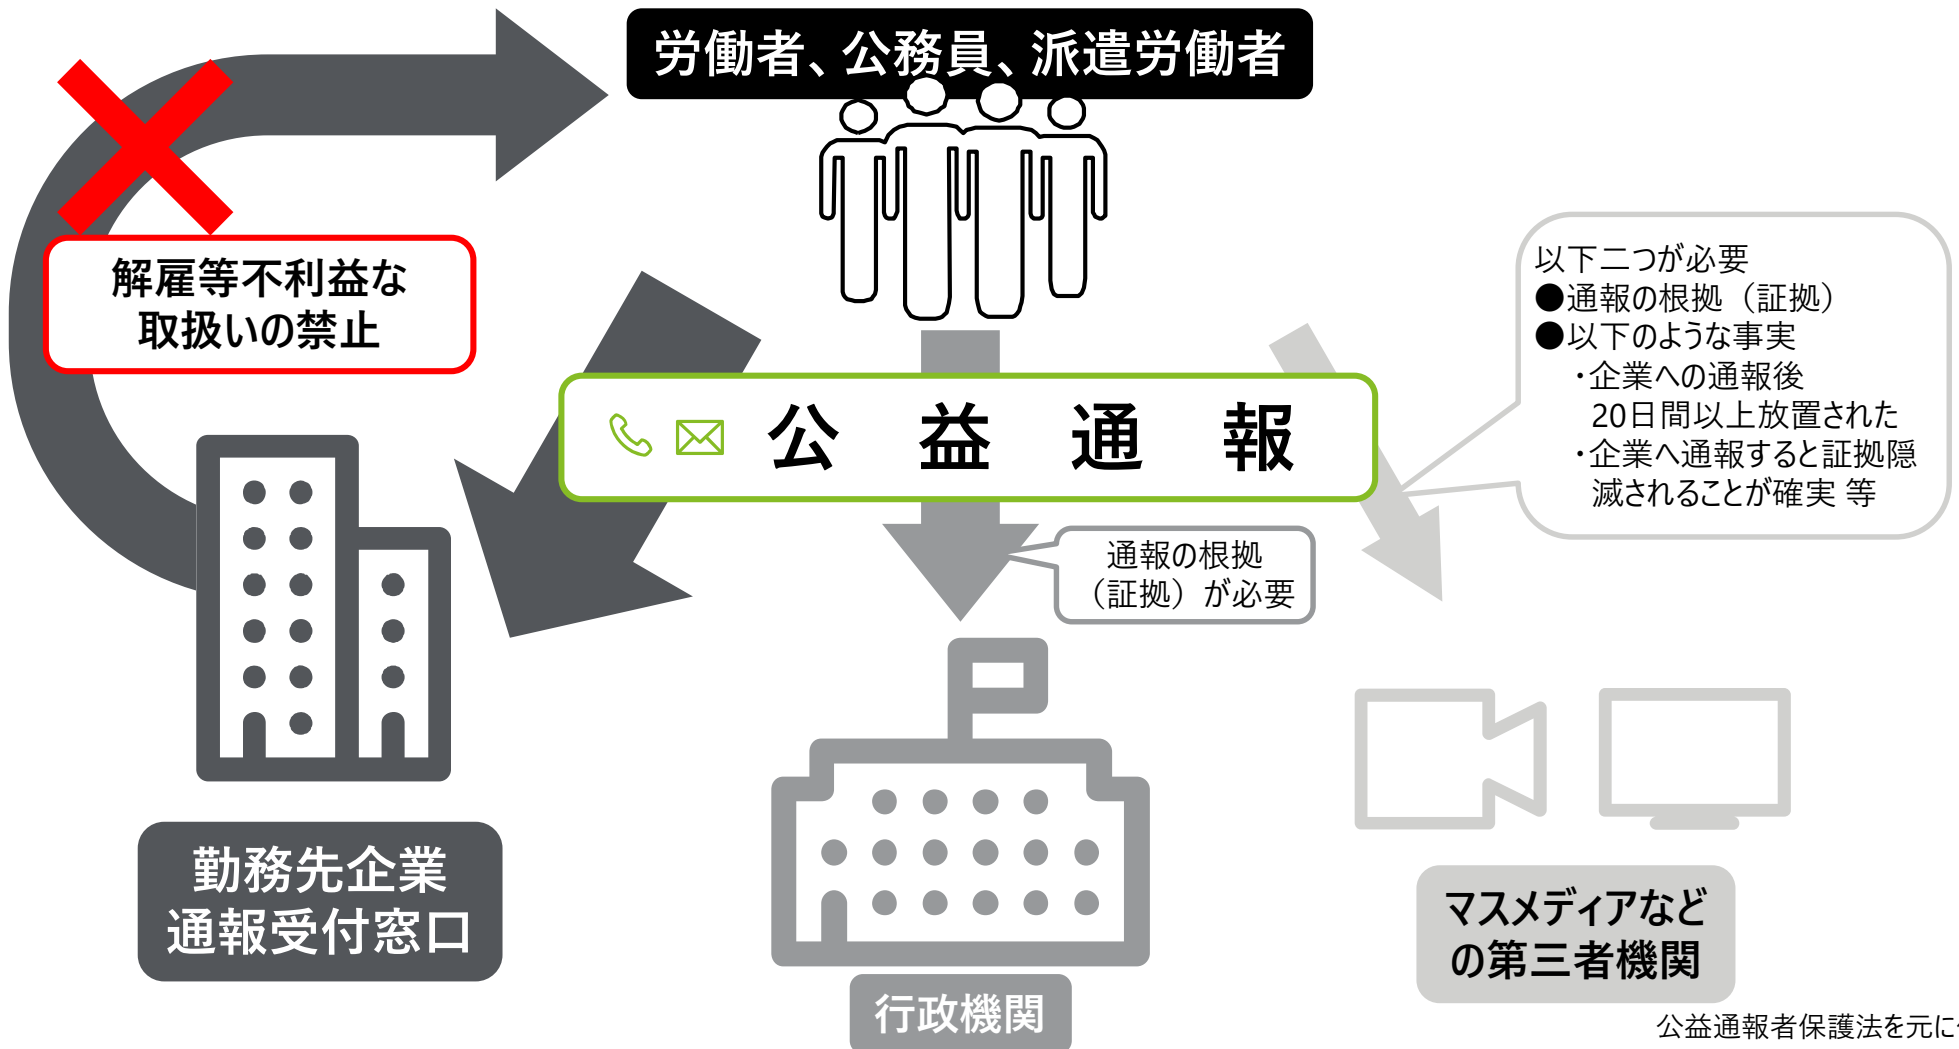 労働者、公務員、派遣労働者
解雇等不利益な
取扱いの禁止
公益通報
以下二つが必要
●通報の根拠（証拠）
●以下のような事実
・企業への通報後
20日間以上放置された
・企業へ通報すると証拠隠
滅されることが確実 等
通報の根拠
（証拠）が必要
勤務先企業
通報受付窓口
行政機関
マスメディアなど
の第三者機関
公益通報者保護法を元に